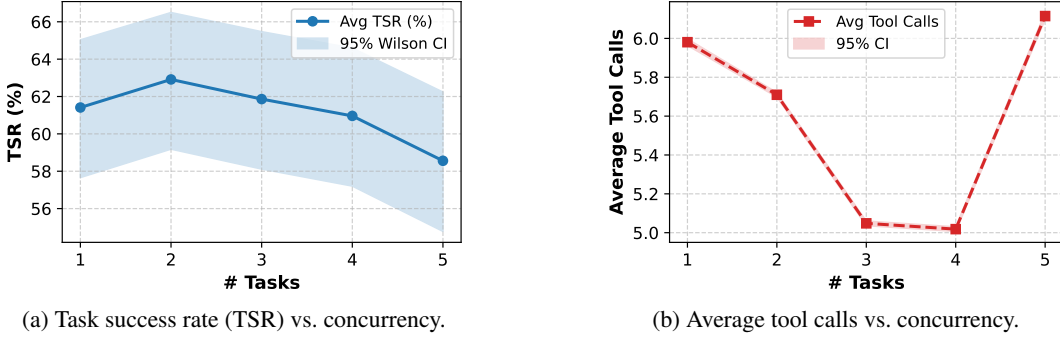 66
64
62
60
58
56
TSR (%)
Avg TSR (%)
95% Wilson CI
1 2 3 4 5
# Tasks
(a) Task success rate (TSR) vs. concurrency.
6.0
5.8
5.6
5.4
5.2
5.0
Average Tool Calls
Avg Tool Calls
95% CI
1 2 3 4 5
# Tasks
(b) Average tool calls vs. concurrency.